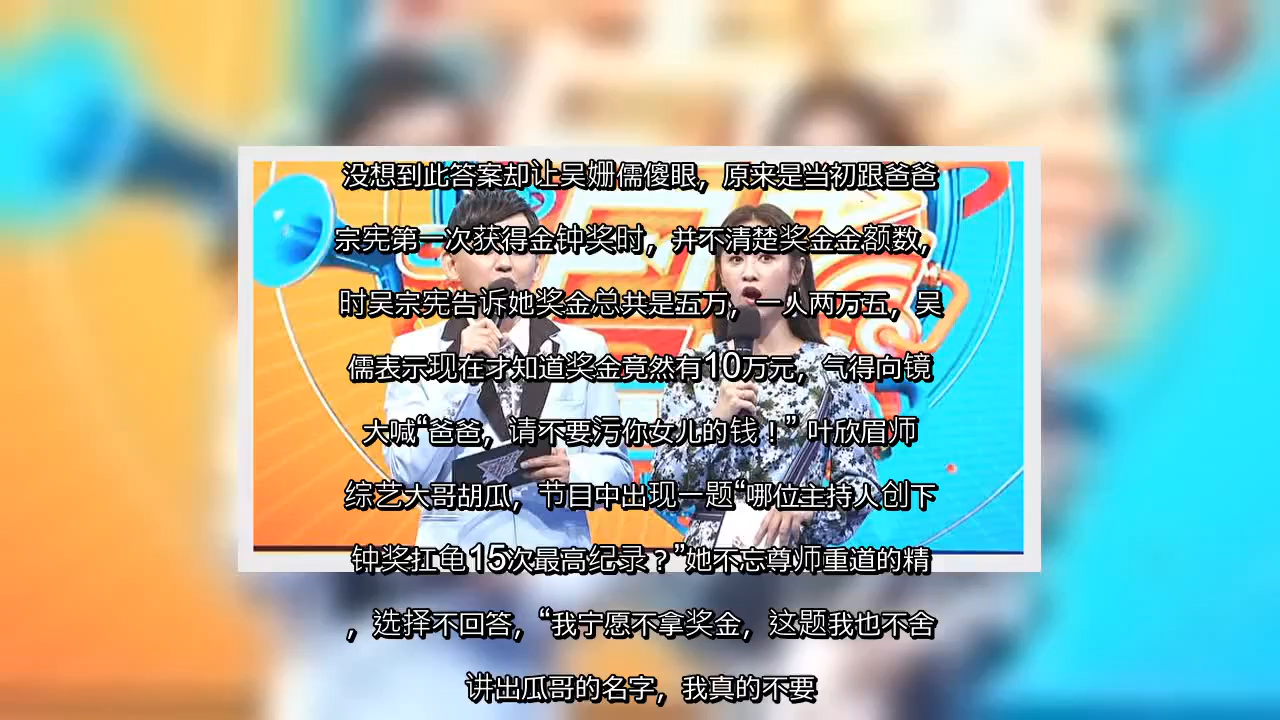 没想到此答案却让吴姗儒傻眼，原来是当初跟爸爸
宗宪第一次获得金钟奖时，并不清楚奖金金额数，
时吴宗宪告诉她奖金总共是五万，一人两万五，吴
儒表示现在才知道奖金竟然有10万元，气得向镜
大喊“爸爸，请不要污你女儿的钱！” 叶欣眉师
综艺大哥胡瓜，节目中出现一题“哪位主持人创下
钟奖扛龟15次最高纪录？”她不忘尊师重道的精
，选择不回答，“我宁愿不拿奖金，这题我也不舍
讲出瓜哥的名字，我真的不要